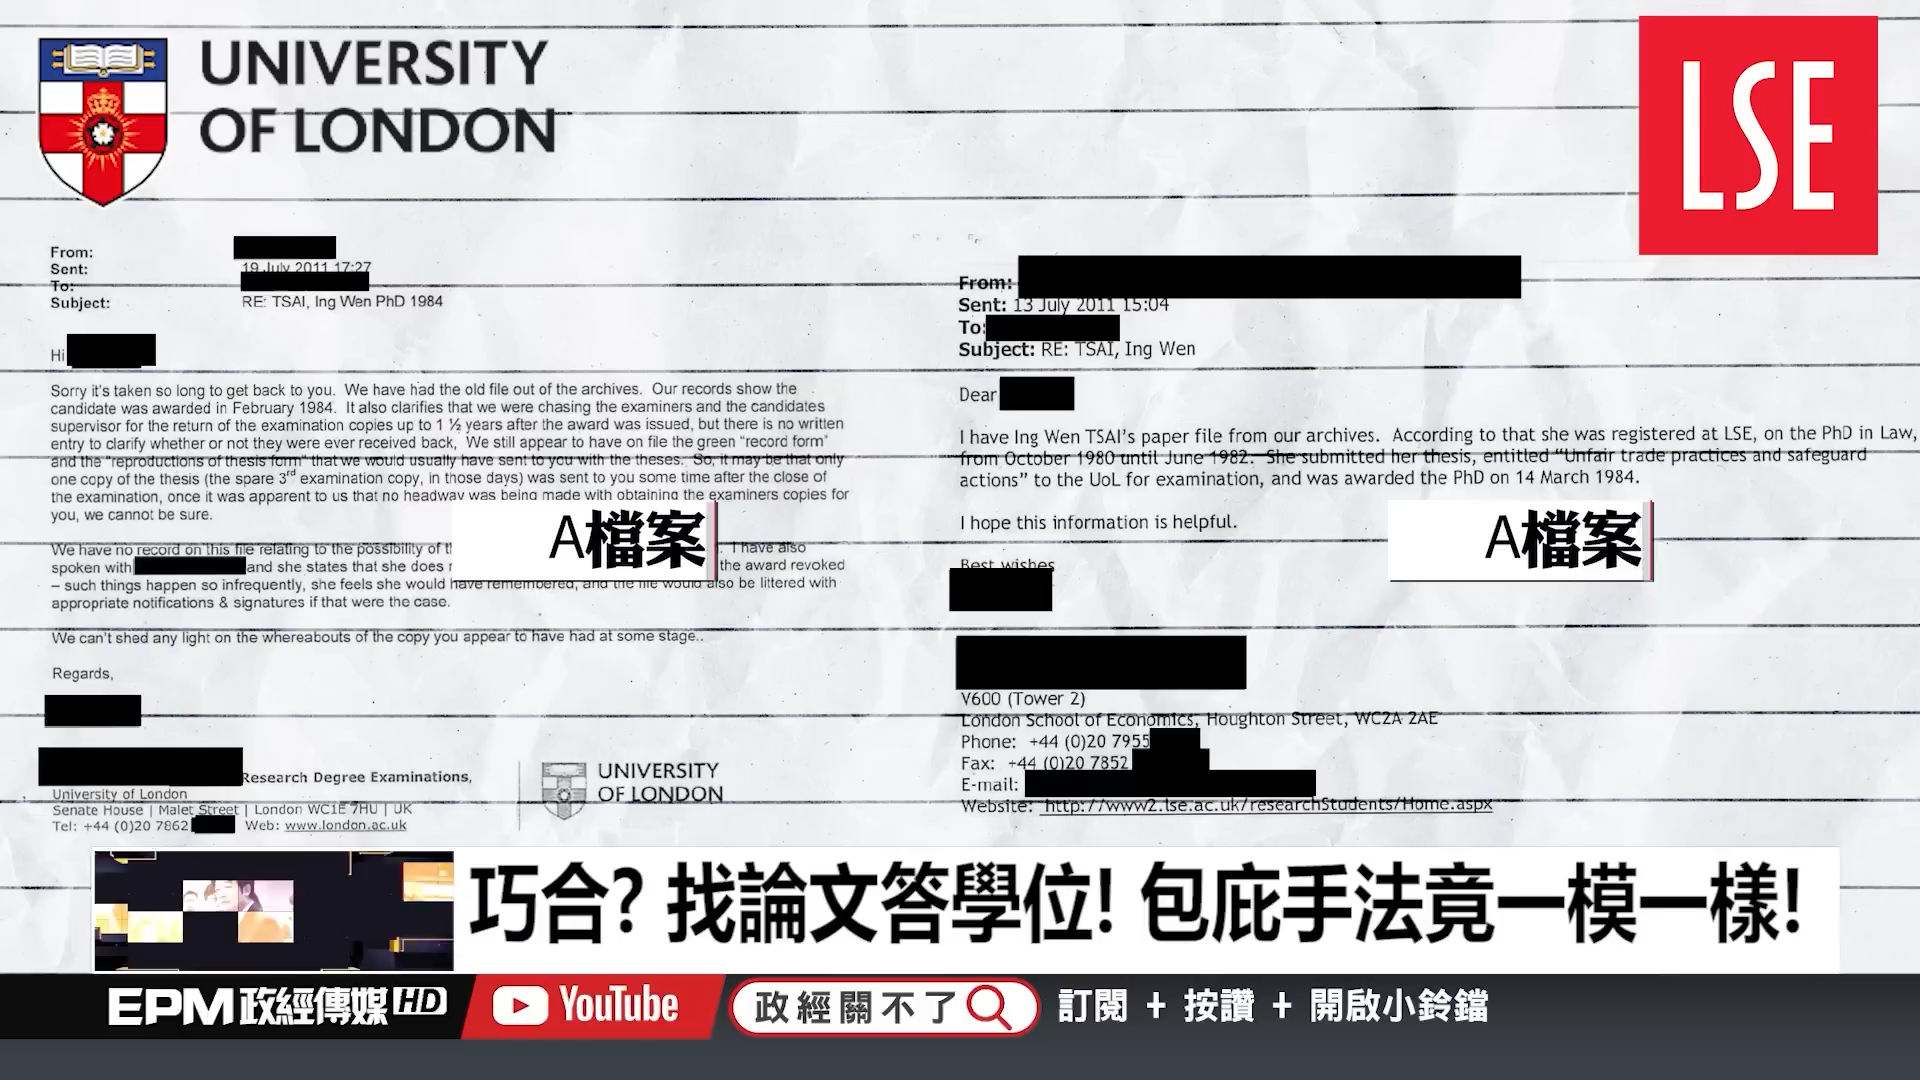 UNIVERSITY
OF LONDON
LSE
From:
Sent: 19 July 2011 17:27
To:
Subject: RE: TSAI, Ing Wen PhD 1984
Hi
Sorry it's taken so long to get back to you. We have had the old file out of the archives. Our records show the
candidate was awarded in February 1984. It also clarifies that we were chasing the examiners and the candidates
supervisor for the return of the examination copies up to 1 ½ years after the award was issued, but there is no written
entry to clarify whether or not they were ever received back. We still appear to have on file the green "record form"
and the "reproductions of thesis form" that we would usually have sent to you with the theses. So, it may be that only
one copy of the thesis (the spare 3rd examination copy, in those days) was sent to you some time after the close of
the examination, once it was apparent to us that no headway was being made with obtaining the examiners copies for
you, we cannot be sure.
We have no record on this file relating to the possibility of I have also
spoken with and she states that she does the award revoked
– such things happen so infrequently, she feels she would have remembered, and the file would also be littered with
appropriate notifications & signatures if that were the case.
We can't shed any light on the whereabouts of the copy you appear to have had at some stage..
Regards,
Research Degree Examinations,
University of London
Senate House | Malet Street | London WC1E 7HU | UK
Tel: +44 (0)20 7862 Web: www.london.ac.uk
UNIVERSITY
OF LONDON
A檔案
From:
Sent: 13 July 2011 15:04
To:
Subject: RE: TSAI, Ing Wen
Dear
I have Ing Wen TSAI's paper file from our archives. According to that she was registered at LSE, on the PhD in Law,
from October 1980 until June 1982. She submitted her thesis, entitled "Unfair trade practices and safeguard
actions" to the UoL for examination, and was awarded the PhD on 14 March 1984.
I hope this information is helpful.
Best wishes
A檔案
V600 (Tower 2)
London School of Economics, Houghton Street, WC2A 2AE
Phone: +44 (0)20 7955
Fax: +44 (0)20 7852
E-mail:
Website: http://www2.lse.ac.uk/researchStudents/Home.aspx
巧合? 找論文答學位! 包庇手法竟一模一樣!
EPM政經傳媒HD
YouTube
政經關不了
訂閱 + 按讚 + 開啟小鈴鐺